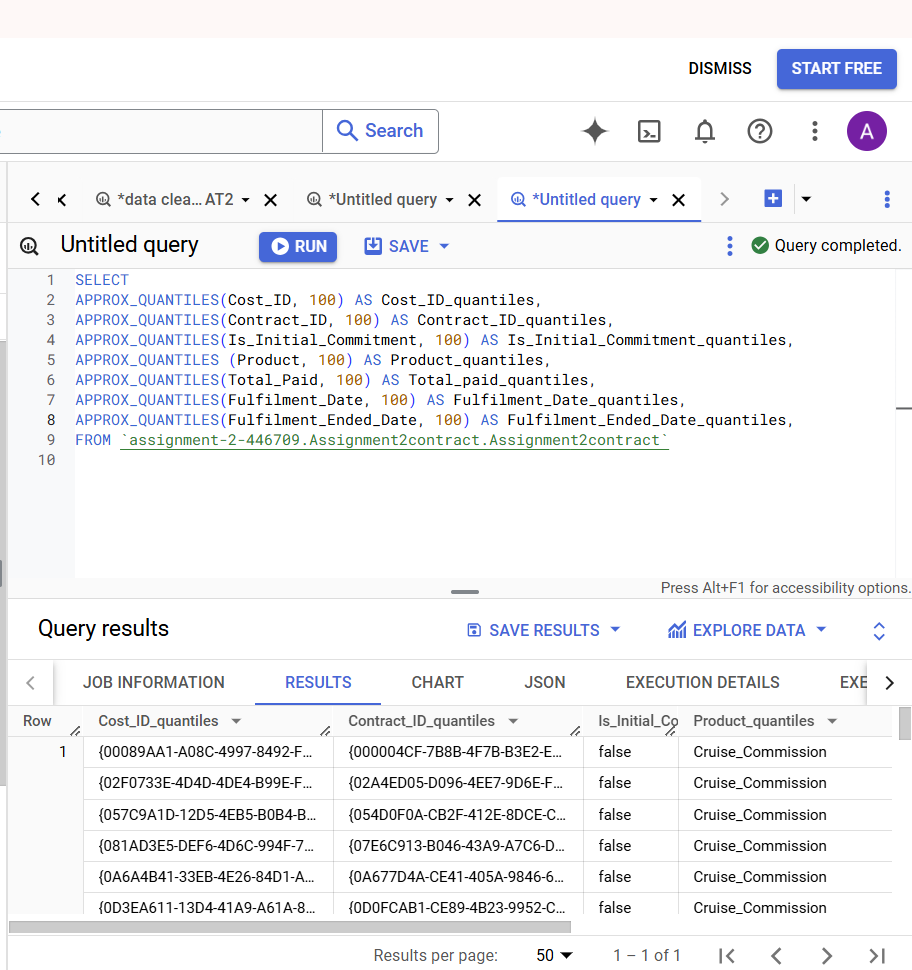 DISMISS START FREE
Search A
*data clea... AT2 *Untitled query *Untitled query
Untitled query RUN SAVE Query completed.
1 SELECT
2 APPROX_QUANTILES(Cost_ID, 100) AS Cost_ID_quantiles,
3 APPROX_QUANTILES(Contract_ID, 100) AS Contract_ID_quantiles,
4 APPROX_QUANTILES(Is_Initial_Commitment, 100) AS Is_Initial_Commitment_quantiles,
5 APPROX_QUANTILES (Product, 100) AS Product_quantiles,
6 APPROX_QUANTILES(Total_Paid, 100) AS Total_paid_quantiles,
7 APPROX_QUANTILES(Fulfilment_Date, 100) AS Fulfilment_Date_quantiles,
8 APPROX_QUANTILES(Fulfilment_Ended_Date, 100) AS Fulfilment_Ended_Date_quantiles,
9 FROM `assignment-2-446709.Assignment2contract.Assignment2contract`
10
Press Alt+F1 for accessibility options.
Query results SAVE RESULTS EXPLORE DATA
JOB INFORMATION RESULTS CHART JSON EXECUTION DETAILS EXE
Row Cost_ID_quantiles Contract_ID_quantiles Is_Initial_Co Product_quantiles
1 {00089AA1-A08C-4997-8492-F... {000004CF-7B8B-4F7B-B3E2-E... false Cruise_Commission
{02F0733E-4D4D-4DE4-B99E-F... {02A4ED05-D096-4EE7-9D6E-F... false Cruise_Commission
{057C9A1D-12D5-4EB5-B0B4-B... {054D0F0A-CB2F-412E-8DCE-C... false Cruise_Commission
{081AD3E5-DEF6-4D6C-994F-7... {07E6C913-B046-43A9-A7C6-D... false Cruise_Commission
{0A6A4B41-33EB-4E26-84D1-A... {0A677D4A-CE41-405A-9846-6... false Cruise_Commission
{0D3EA611-13D4-41A9-A61A-8... {0D0FCAB1-CE89-4B23-9952-C... false Cruise_Commission
Results per page: 50 1 – 1 of 1